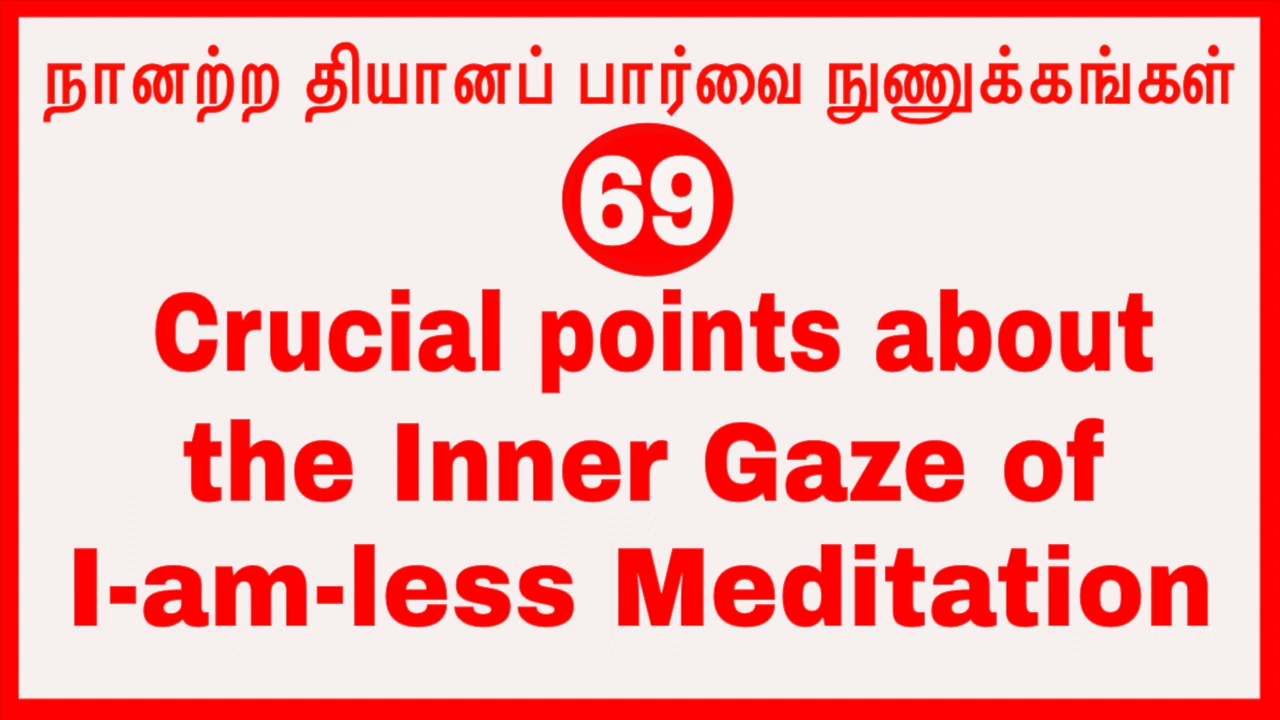 நானற்ற தியானப் பார்வை நுணுக்கங்கள்
69
Crucial points about
the Inner Gaze of
I-am-less Meditation